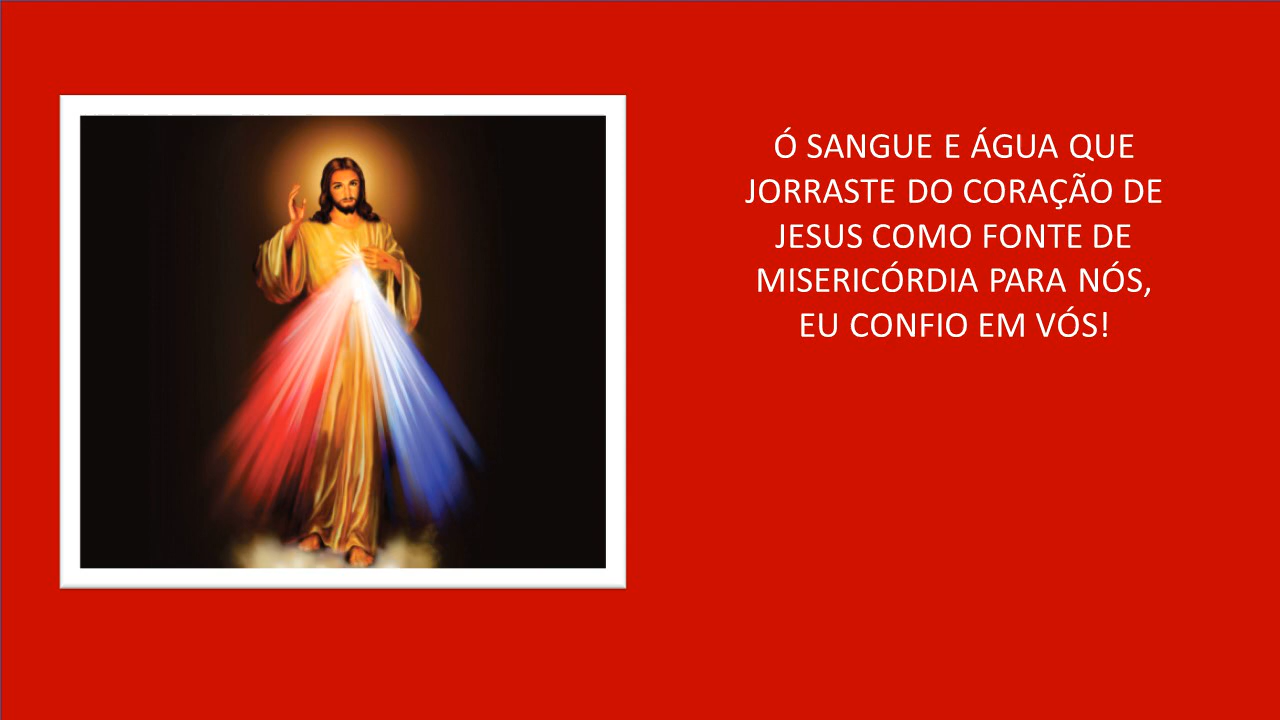 Ó SANGUE E ÁGUA QUE
JORRASTE DO CORAÇÃO DE
JESUS COMO FONTE DE
MISERICÓRDIA PARA NÓS,
EU CONFIO EM VÓS!